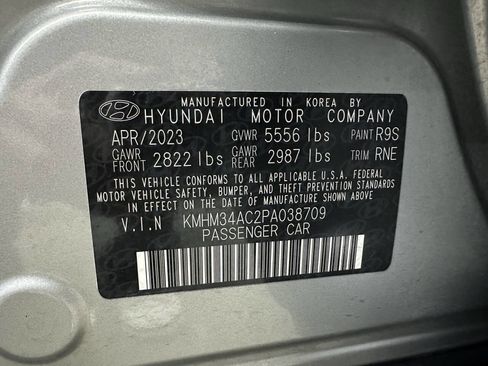 MANUFACTURED IN KOREA BY
HYUNDAI MOTOR COMPANY
APR/2023 GVWR 5556 lbs PAINT R9S
GAWR FRONT 2822 lbs GAWR REAR 2987 lbs TRIM RNE
THIS VEHICLE CONFORMS TO ALL APPLICABLE U.S.A. FEDERAL
MOTOR VEHICLE SAFETY, BUMPER, AND THEFT PREVENTION
STANDARDS IN EFFECT ON THE DATE OF MANUFACTURE SHOWN ABOVE
V.I.N KMHM34AC2PA038709
PASSENGER CAR